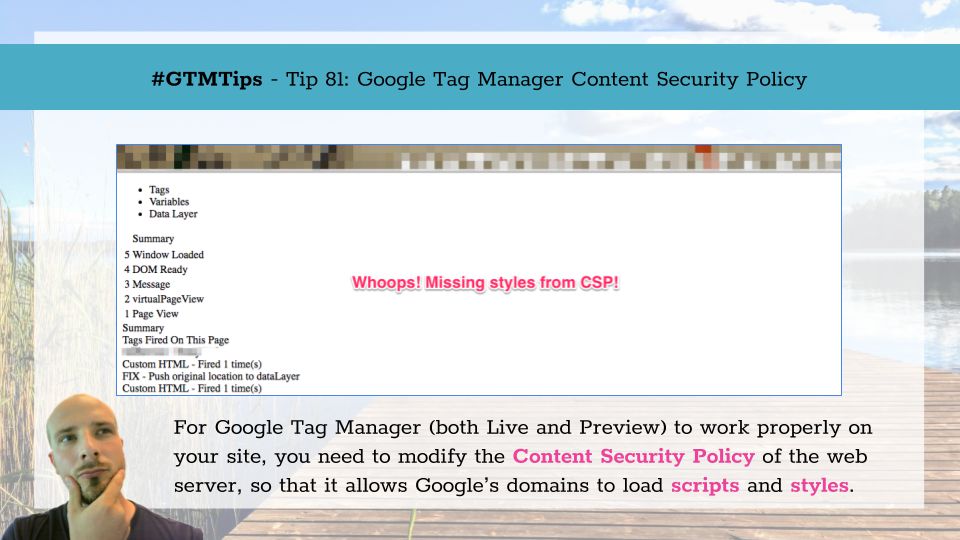 #GTMTips - Tip 81: Google Tag Manager Content Security Policy
• Tags
• Variables
• Data Layer
Summary
5 Window Loaded
4 DOM Ready
3 Message
2 virtualPageView
1 Page View
Whoops! Missing styles from CSP!
Summary
Tags Fired On This Page
Custom HTML - Fired 1 time(s)
FIX - Push original location to dataLayer
Custom HTML - Fired 1 time(s)
For Google Tag Manager (both Live and Preview) to work properly on
your site, you need to modify the Content Security Policy of the web
server, so that it allows Google's domains to load scripts and styles.